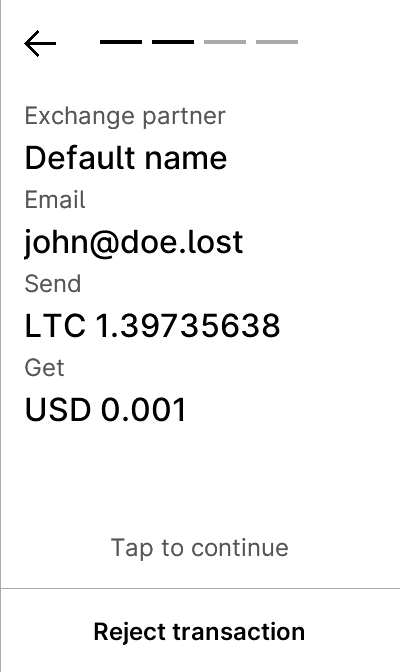 Exchange partner
Default name
Email
john@doe.lost
Send
LTC 1.39735638
Get
USD 0.001
Tap to continue
Reject transaction